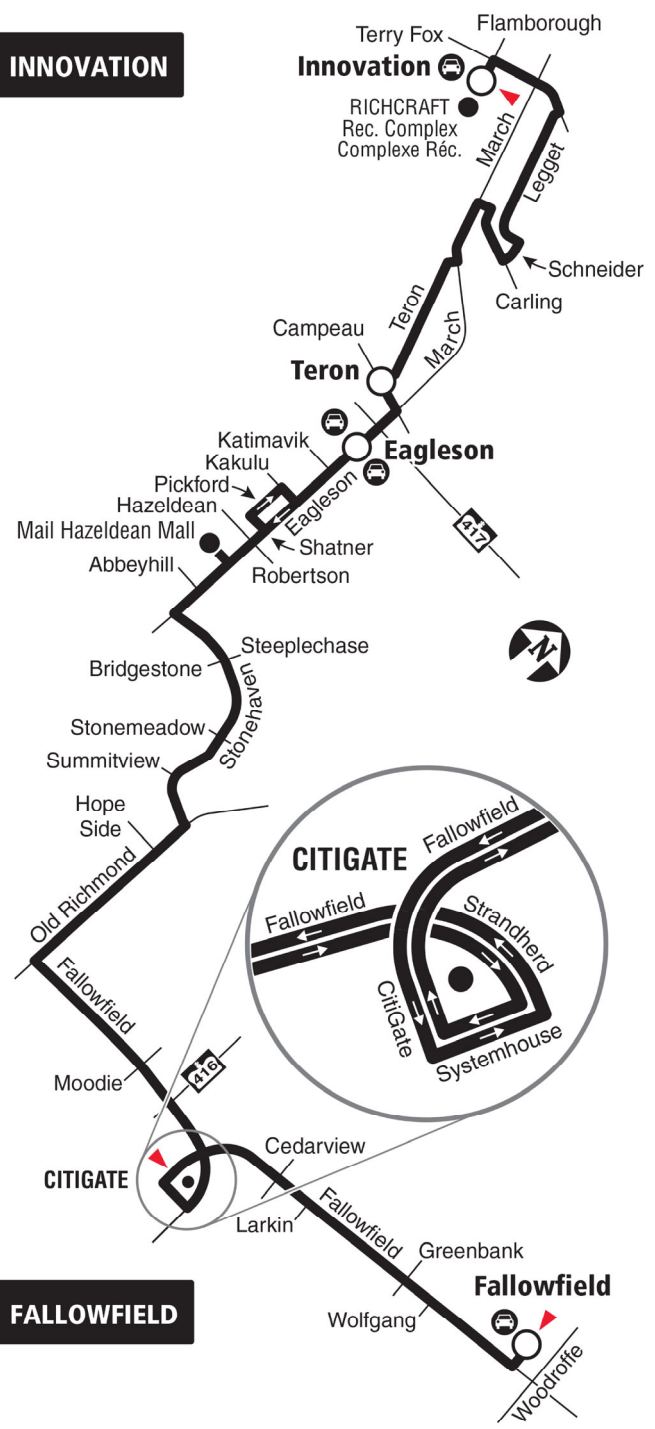 Flamborough
Terry Fox
INNOVATION
Innovation
RICHCRAFT
Rec. Complex
Complexe Réc.
March
Legget
Schneider
Carling
Teron
March
Campeau
Teron
Katimavik
Eagleson
Kakulu
Pickford
Hazeldean
Eagleson
417
Mail Hazeldean Mall
Shatner
Abbeyhill
Robertson
N
Steeplechase
Bridgestone
Stonehaven
Stonemeadow
Summitview
Hope
Side
Old Richmond
Fallowfield
CITIGATE
Fallowfield
Strandherd
CitiGate
Systemhouse
Fallowfield
Moodie
416
CITIGATE
Cedarview
Larkin
Fallowfield
Greenbank
Fallowfield
FALLOWFIELD
Wolfgang
Woodroffe